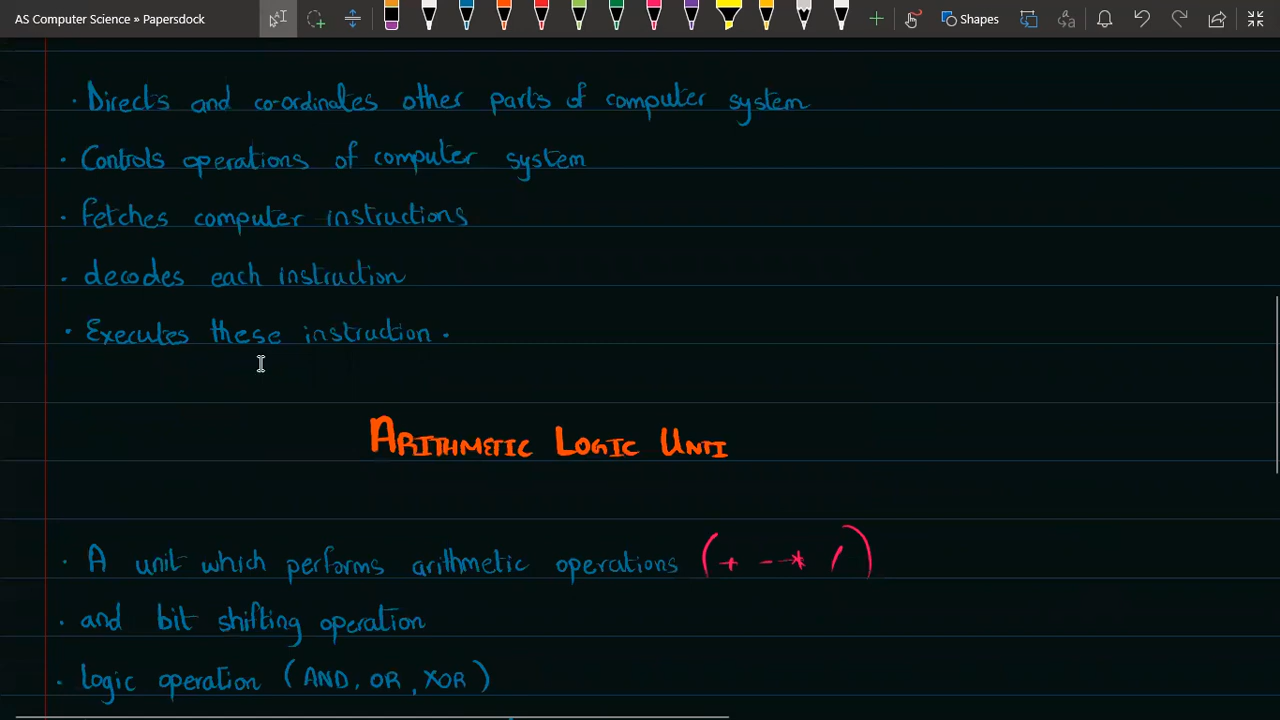 AS Computer Science » Papersdock
Shapes
· Directs and co-ordinates other parts of computer system
· Controls operations of computer system
· Fetches computer instructions
· decodes each instruction
· Executes these instruction .
ARITHMETIC LOGIC UNIT
· A unit which performs arithmetic operations (+ - * /)
· and bit shifting operation
· logic operation (AND, OR, XOR)